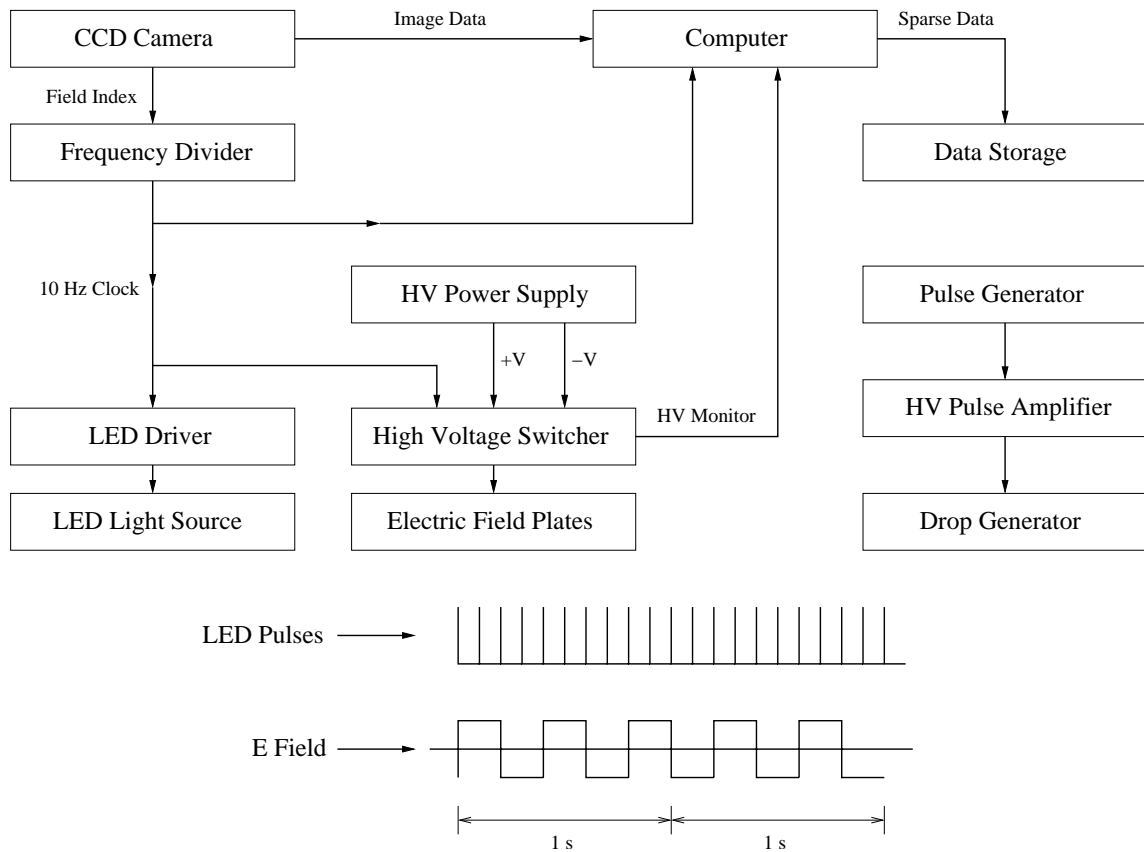 Image Data
Sparse Data
CCD Camera
Computer
Field Index
Frequency Divider
Data Storage
10 Hz Clock
HV Power Supply
Pulse Generator
+V
−V
HV Monitor
HV Pulse Amplifier
LED Driver
High Voltage Switcher
LED Light Source
Electric Field Plates
Drop Generator
LED Pulses
E Field
1 s
1 s